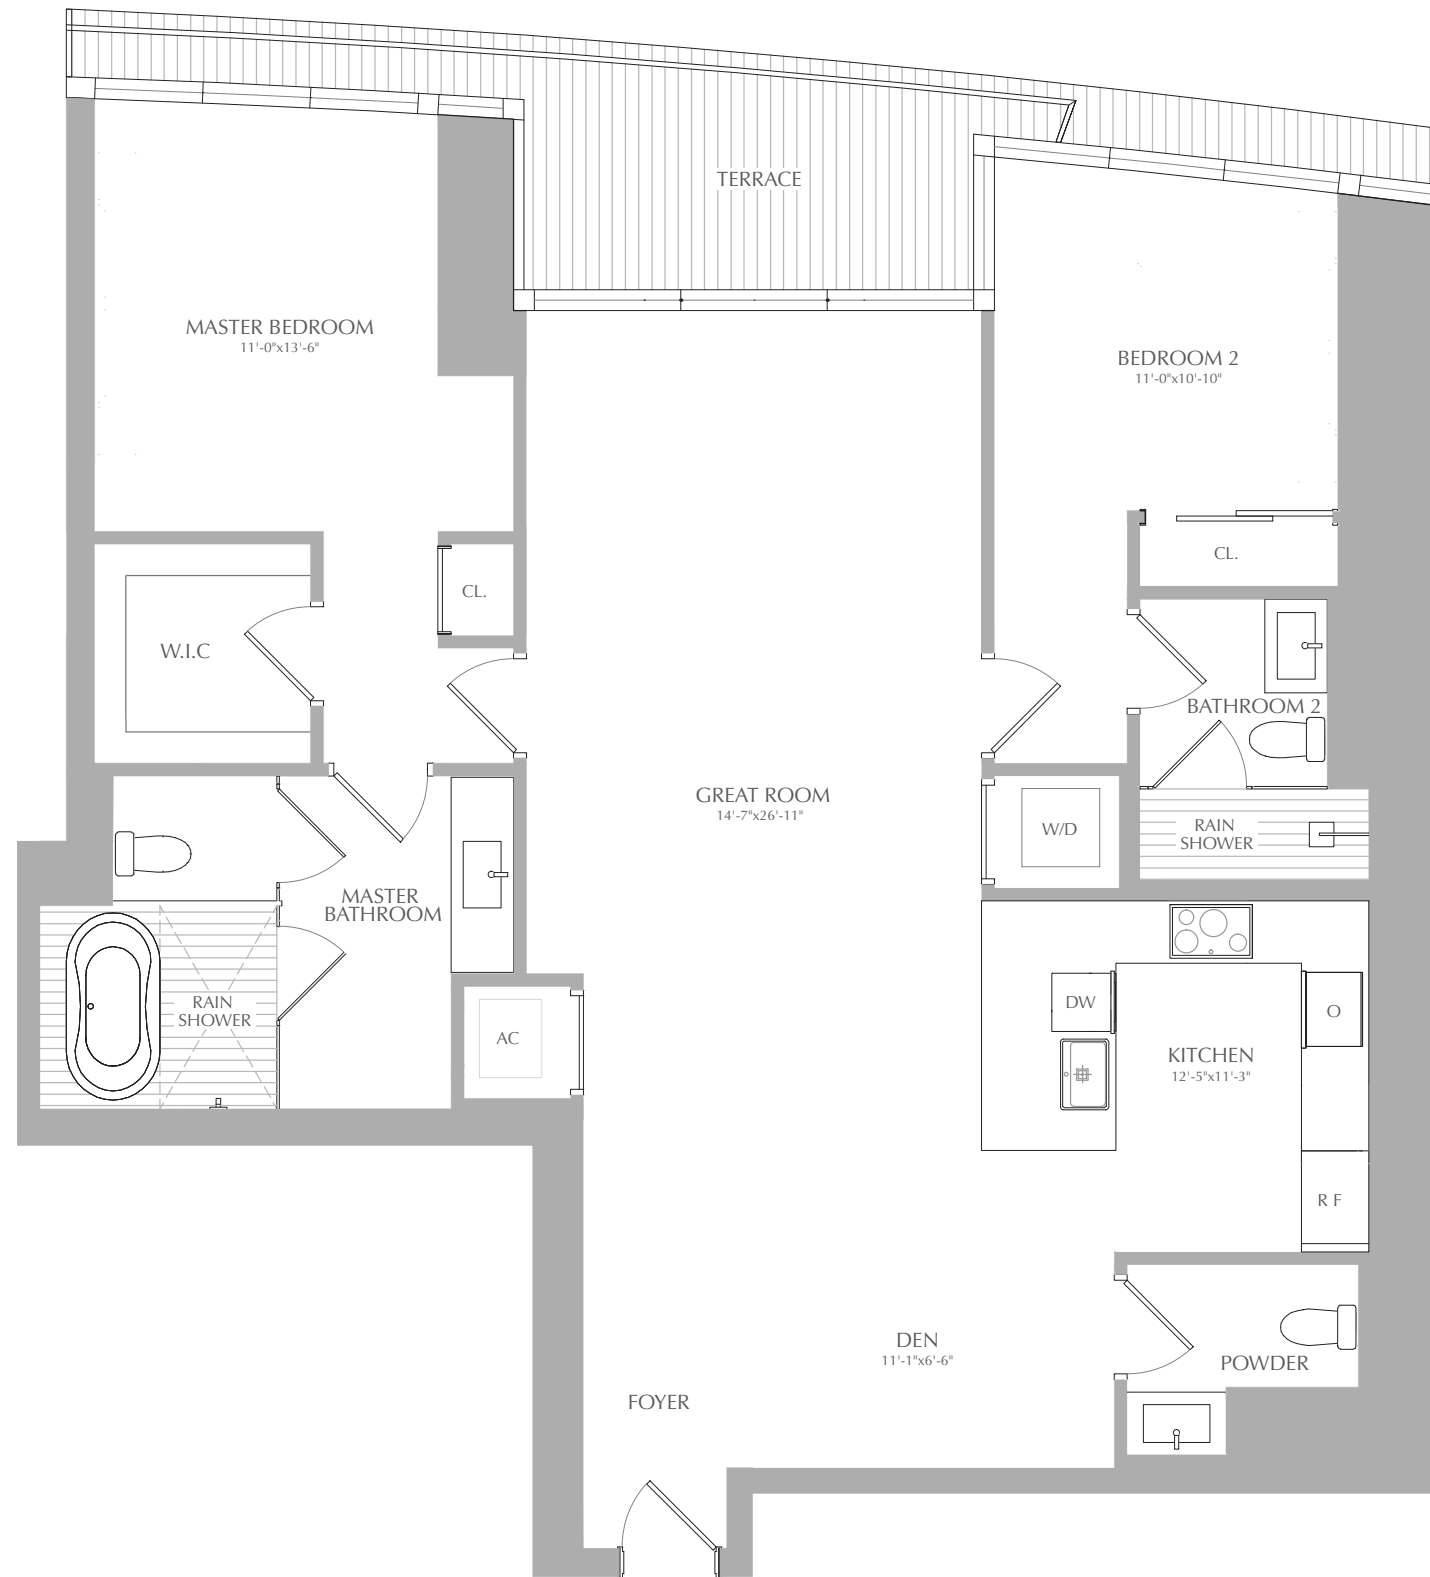 TERRACE
MASTER BEDROOM
11'-0"x13'-6"
BEDROOM 2
11'-0"x10'-10"
CL.
CL.
W.I.C
BATHROOM 2
GREAT ROOM
14'-7"x26'-11"
W/D
RAIN
SHOWER
MASTER
BATHROOM
RAIN
SHOWER
AC
DW
O
KITCHEN
12'-5"x11'-3"
R F
DEN
11'-1"x6'-6"
POWDER
FOYER